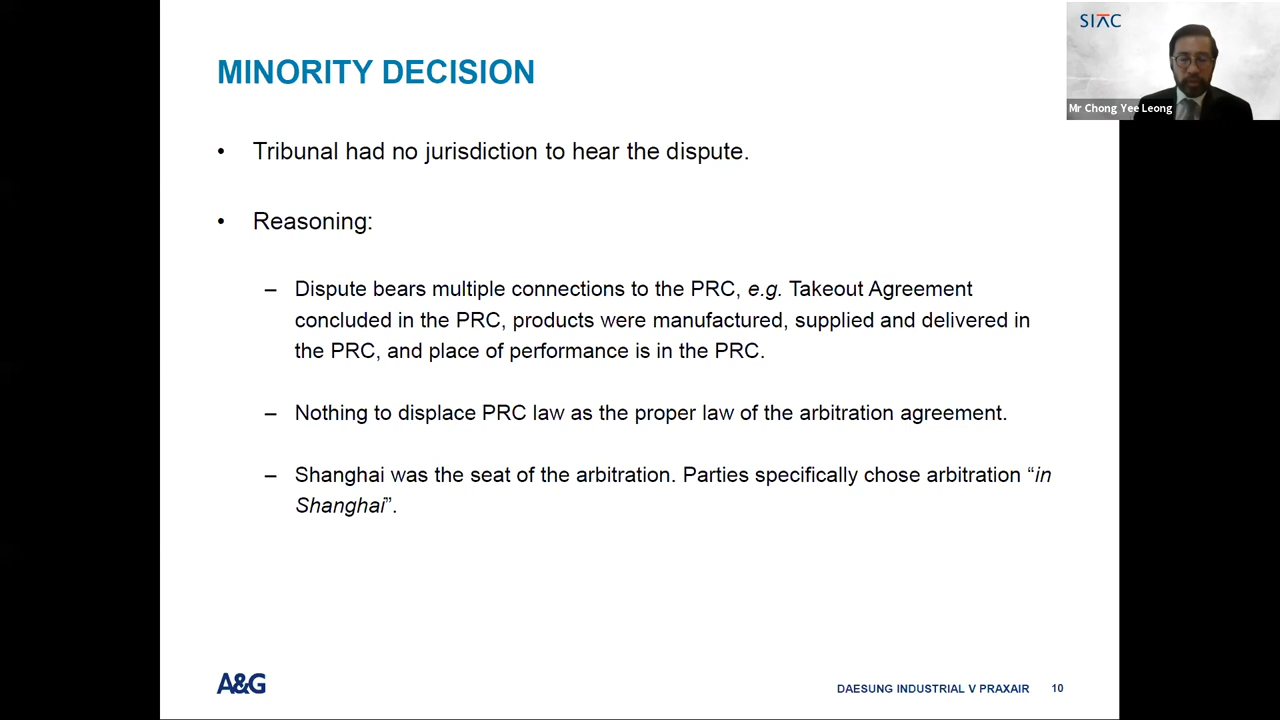 MINORITY DECISION
SIAC
Mr Chong Yee Leong
• Tribunal had no jurisdiction to hear the dispute.
• Reasoning:
– Dispute bears multiple connections to the PRC, e.g. Takeout Agreement
concluded in the PRC, products were manufactured, supplied and delivered in
the PRC, and place of performance is in the PRC.
– Nothing to displace PRC law as the proper law of the arbitration agreement.
– Shanghai was the seat of the arbitration. Parties specifically chose arbitration “in
Shanghai”.
A&G
DAESUNG INDUSTRIAL V PRAXAIR 10